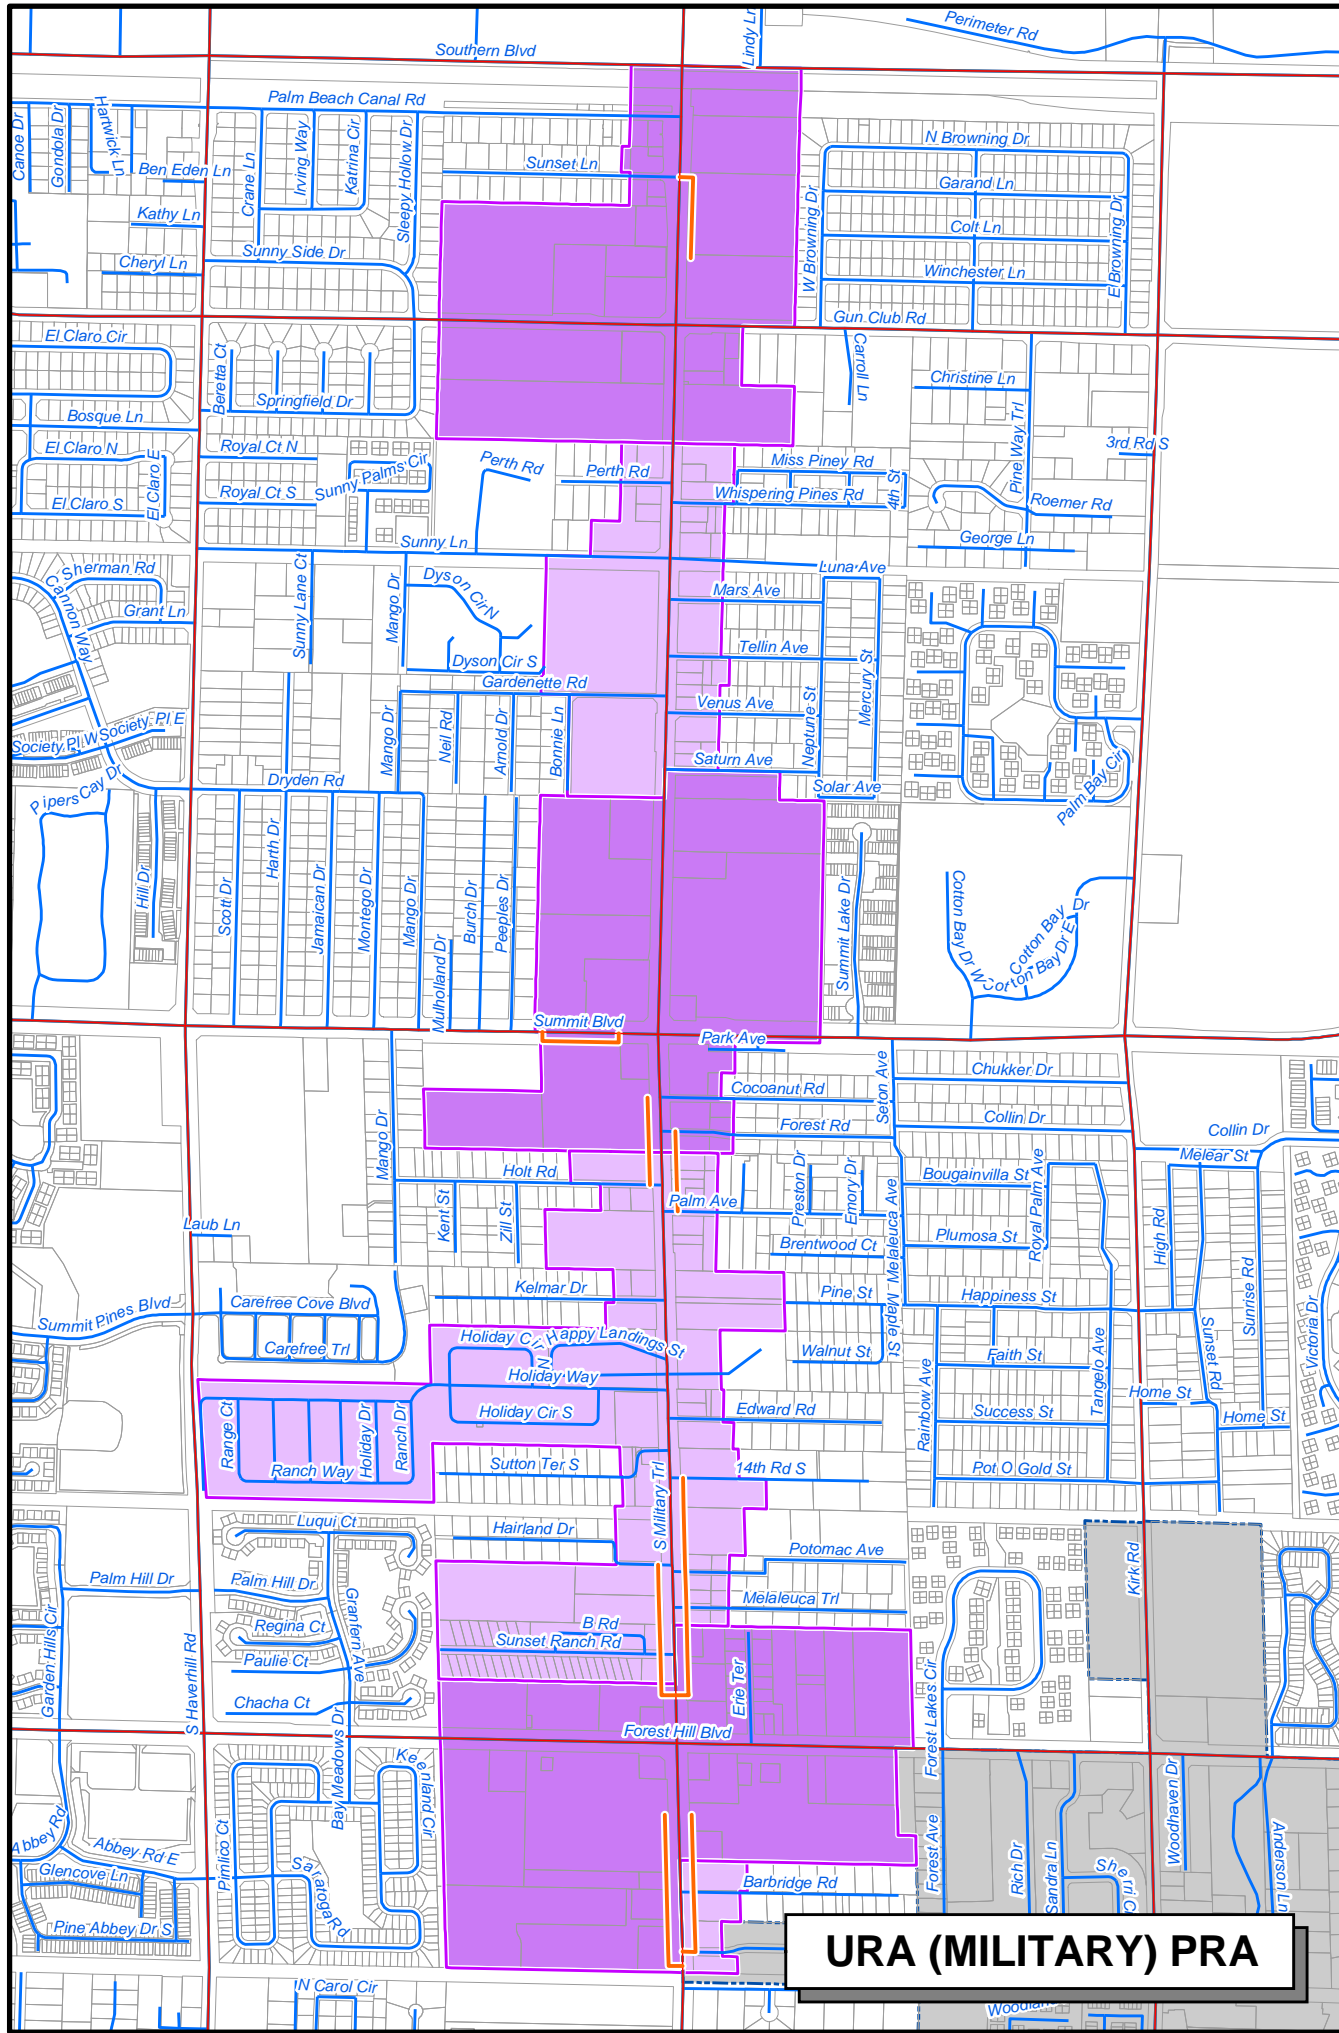 Southern Blvd
Lindy Ln
Perimeter Rd
Palm Beach Canal Rd
Canoe Dr
Gondola Dr
Hartwick Ln
Ben Eden Ln
Kathy Ln
Cheryl Ln
Crane Ln
Irving Way
Katrina Cir
Sleepy Hollow Dr
Sunny Side Dr
Sunset Ln
N Browning Dr
Garand Ln
Colt Ln
W Browning Dr
E Browning Dr
Winchester Ln
Gun Club Rd
El Claro Cir
Bosque Ln
El Claro N
El Claro S
El Claro E
Beretta Ct
Springfield Dr
Royal Ct N
Royal Ct S
Sunny Palms Cir
Perth Rd
Perth Rd
Carroll Ln
Christine Ln
Pine Way Trl
3rd Rd S
Miss Piney Rd
Whispering Pines Rd
4th St
Roemer Rd
George Ln
Sunny Ln
Luna Ave
Sherman Rd
Cannon Way
Grant Ln
Sunny Lane Ct
Mango Dr
Dyson Cir N
Dyson Cir S
Gardenette Rd
Mars Ave
Tellin Ave
Venus Ave
Neptune St
Mercury St
Saturn Ave
Solar Ave
Palm Bay Cir
Society Pl W
Society Pl E
Pipers Cay Dr
Dryden Rd
Mango Dr
Neil Rd
Arnold Dr
Bonnie Ln
Hill Dr
Scott Dr
Harth Dr
Jamaican Dr
Montego Dr
Mango Dr
Mulholland Dr
Burch Dr
Peeples Dr
Summit Lake Dr
Cotton Bay Dr W
Cotton Bay Dr
Cotton Bay Dr E
Summit Blvd
Park Ave
Cocoanut Rd
Forest Rd
Seton Ave
Chukker Dr
Collin Dr
Collin Dr
Melear St
Mango Dr
Holt Rd
Kent St
Zill St
Palm Ave
Preston Dr
Emory Dr
Melaleuca Ave
Bougainvilla St
Royal Palm Ave
Plumosa St
Brentwood Ct
High Rd
Sunrise Rd
Laub Ln
Summit Pines Blvd
Carefree Cove Blvd
Carefree Trl
Kelmar Dr
Pine St
Maple St
Happiness St
Walnut St
Faith St
Tangelo Ave
Sunset Rd
Victoria Dr
Holiday Cir N
Happy Landings St
Holiday Way
Holiday Cir S
Range Ct
Ranch Way
Holiday Dr
Ranch Dr
Edward Rd
Rainbow Ave
Success St
Home St
Home St
Sutton Ter S
S Military Trl
14th Rd S
Pot O Gold St
Luqui Ct
Hairland Dr
Potomac Ave
Kirk Rd
Palm Hill Dr
Palm Hill Dr
Granfern Ave
Melaleuca Trl
Garden Hills Cir
Regina Ct
B Rd
Sunset Ranch Rd
Paulie Ct
S Haverhill Rd
Chacha Ct
Erie Ter
Forest Lakes Cir
Forest Hill Blvd
Bay Meadows Dr
Keenland Cir
Pimlico Ct
Abbey Rd
Abbey Rd E
Glencove Ln
Saratoga Rd
Pine Abbey Dr S
Forest Ave
Rich Dr
Sandra Ln
Woodhaven Dr
Anderson Ln
Barbridge Rd
N Carol Cir
URA (MILITARY) PRA